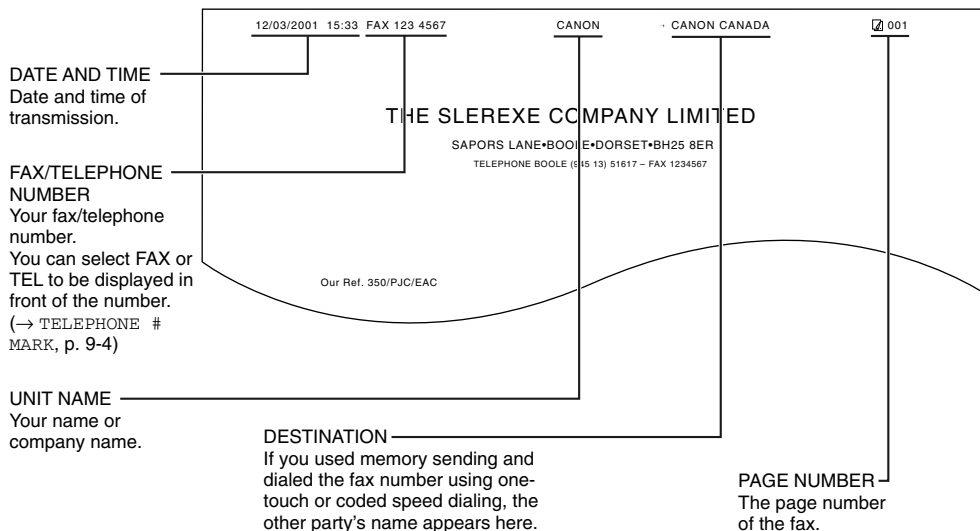 12/03/2001 15:33 FAX 123 4567 CANON → CANON CANADA 001
DATE AND TIME
Date and time of
transmission.
THE SLEREXE COMPANY LIMITED
SAPORS LANE•BOOLE•DORSET•BH25 8ER
TELEPHONE BOOLE (945 13) 51617 – FAX 1234567
FAX/TELEPHONE
NUMBER
Your fax/telephone
number.
You can select FAX or
TEL to be displayed in
front of the number.
(→ TELEPHONE #
MARK, p. 9-4)
Our Ref. 350/PJC/EAC
UNIT NAME
Your name or
company name.
DESTINATION
If you used memory sending and
dialed the fax number using one-
touch or coded speed dialing, the
other party's name appears here.
PAGE NUMBER
The page number
of the fax.